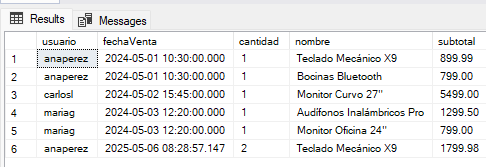 Results Messages
usuario fechaVenta cantidad nombre subtotal
1 anaperez 2024-05-01 10:30:00.000 1 Teclado Mecánico X9 899.99
2 anaperez 2024-05-01 10:30:00.000 1 Bocinas Bluetooth 799.00
3 carlosl 2024-05-02 15:45:00.000 1 Monitor Curvo 27" 5499.00
4 mariag 2024-05-03 12:20:00.000 1 Audífonos Inalámbricos Pro 1299.50
5 mariag 2024-05-03 12:20:00.000 1 Monitor Oficina 24" 799.00
6 anaperez 2025-05-06 08:28:57.147 2 Teclado Mecánico X9 1799.98